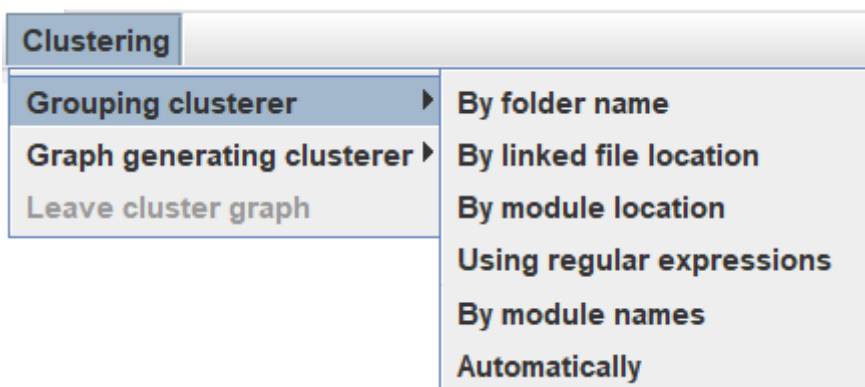 Clustering
Grouping clusterer
Graph generating clusterer
Leave cluster graph
By folder name
By linked file location
By module location
Using regular expressions
By module names
Automatically